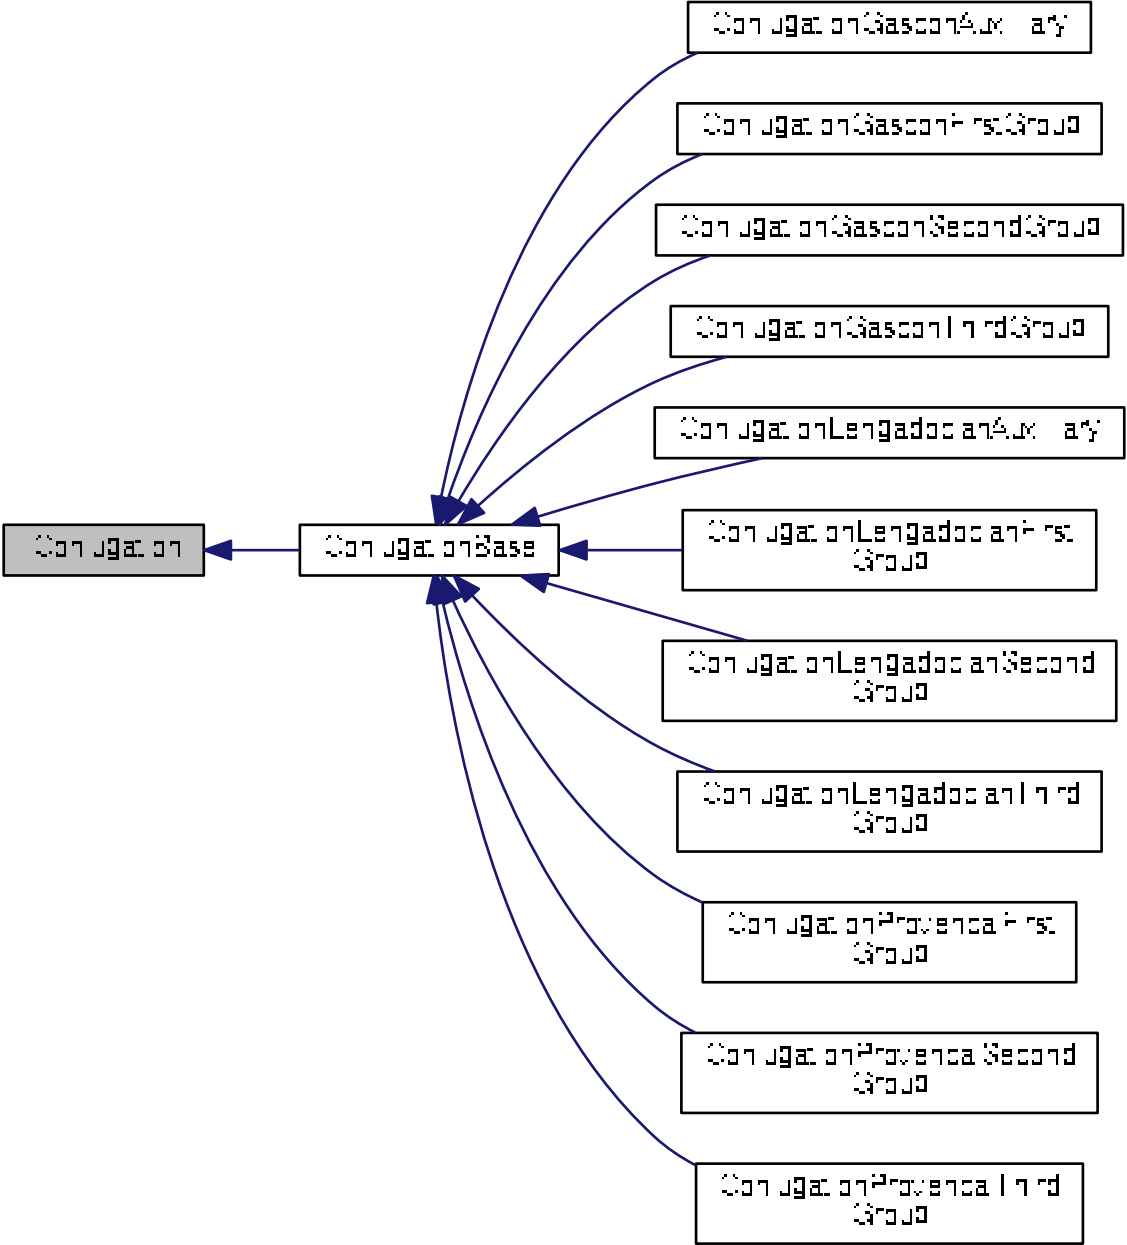 ConjugationGasconAuxiliary
ConjugationGasconFirstGroup
ConjugationGasconSecondGroup
ConjugationGasconThirdGroup
ConjugationLengadocianAuxiliary
Conjugation
ConjugationBase
ConjugationLengadocianFirst
Group
ConjugationLengadocianSecond
Group
ConjugationLengadocianThird
Group
ConjugationProvencalFirst
Group
ConjugationProvencalSecond
Group
ConjugationProvencalThird
Group